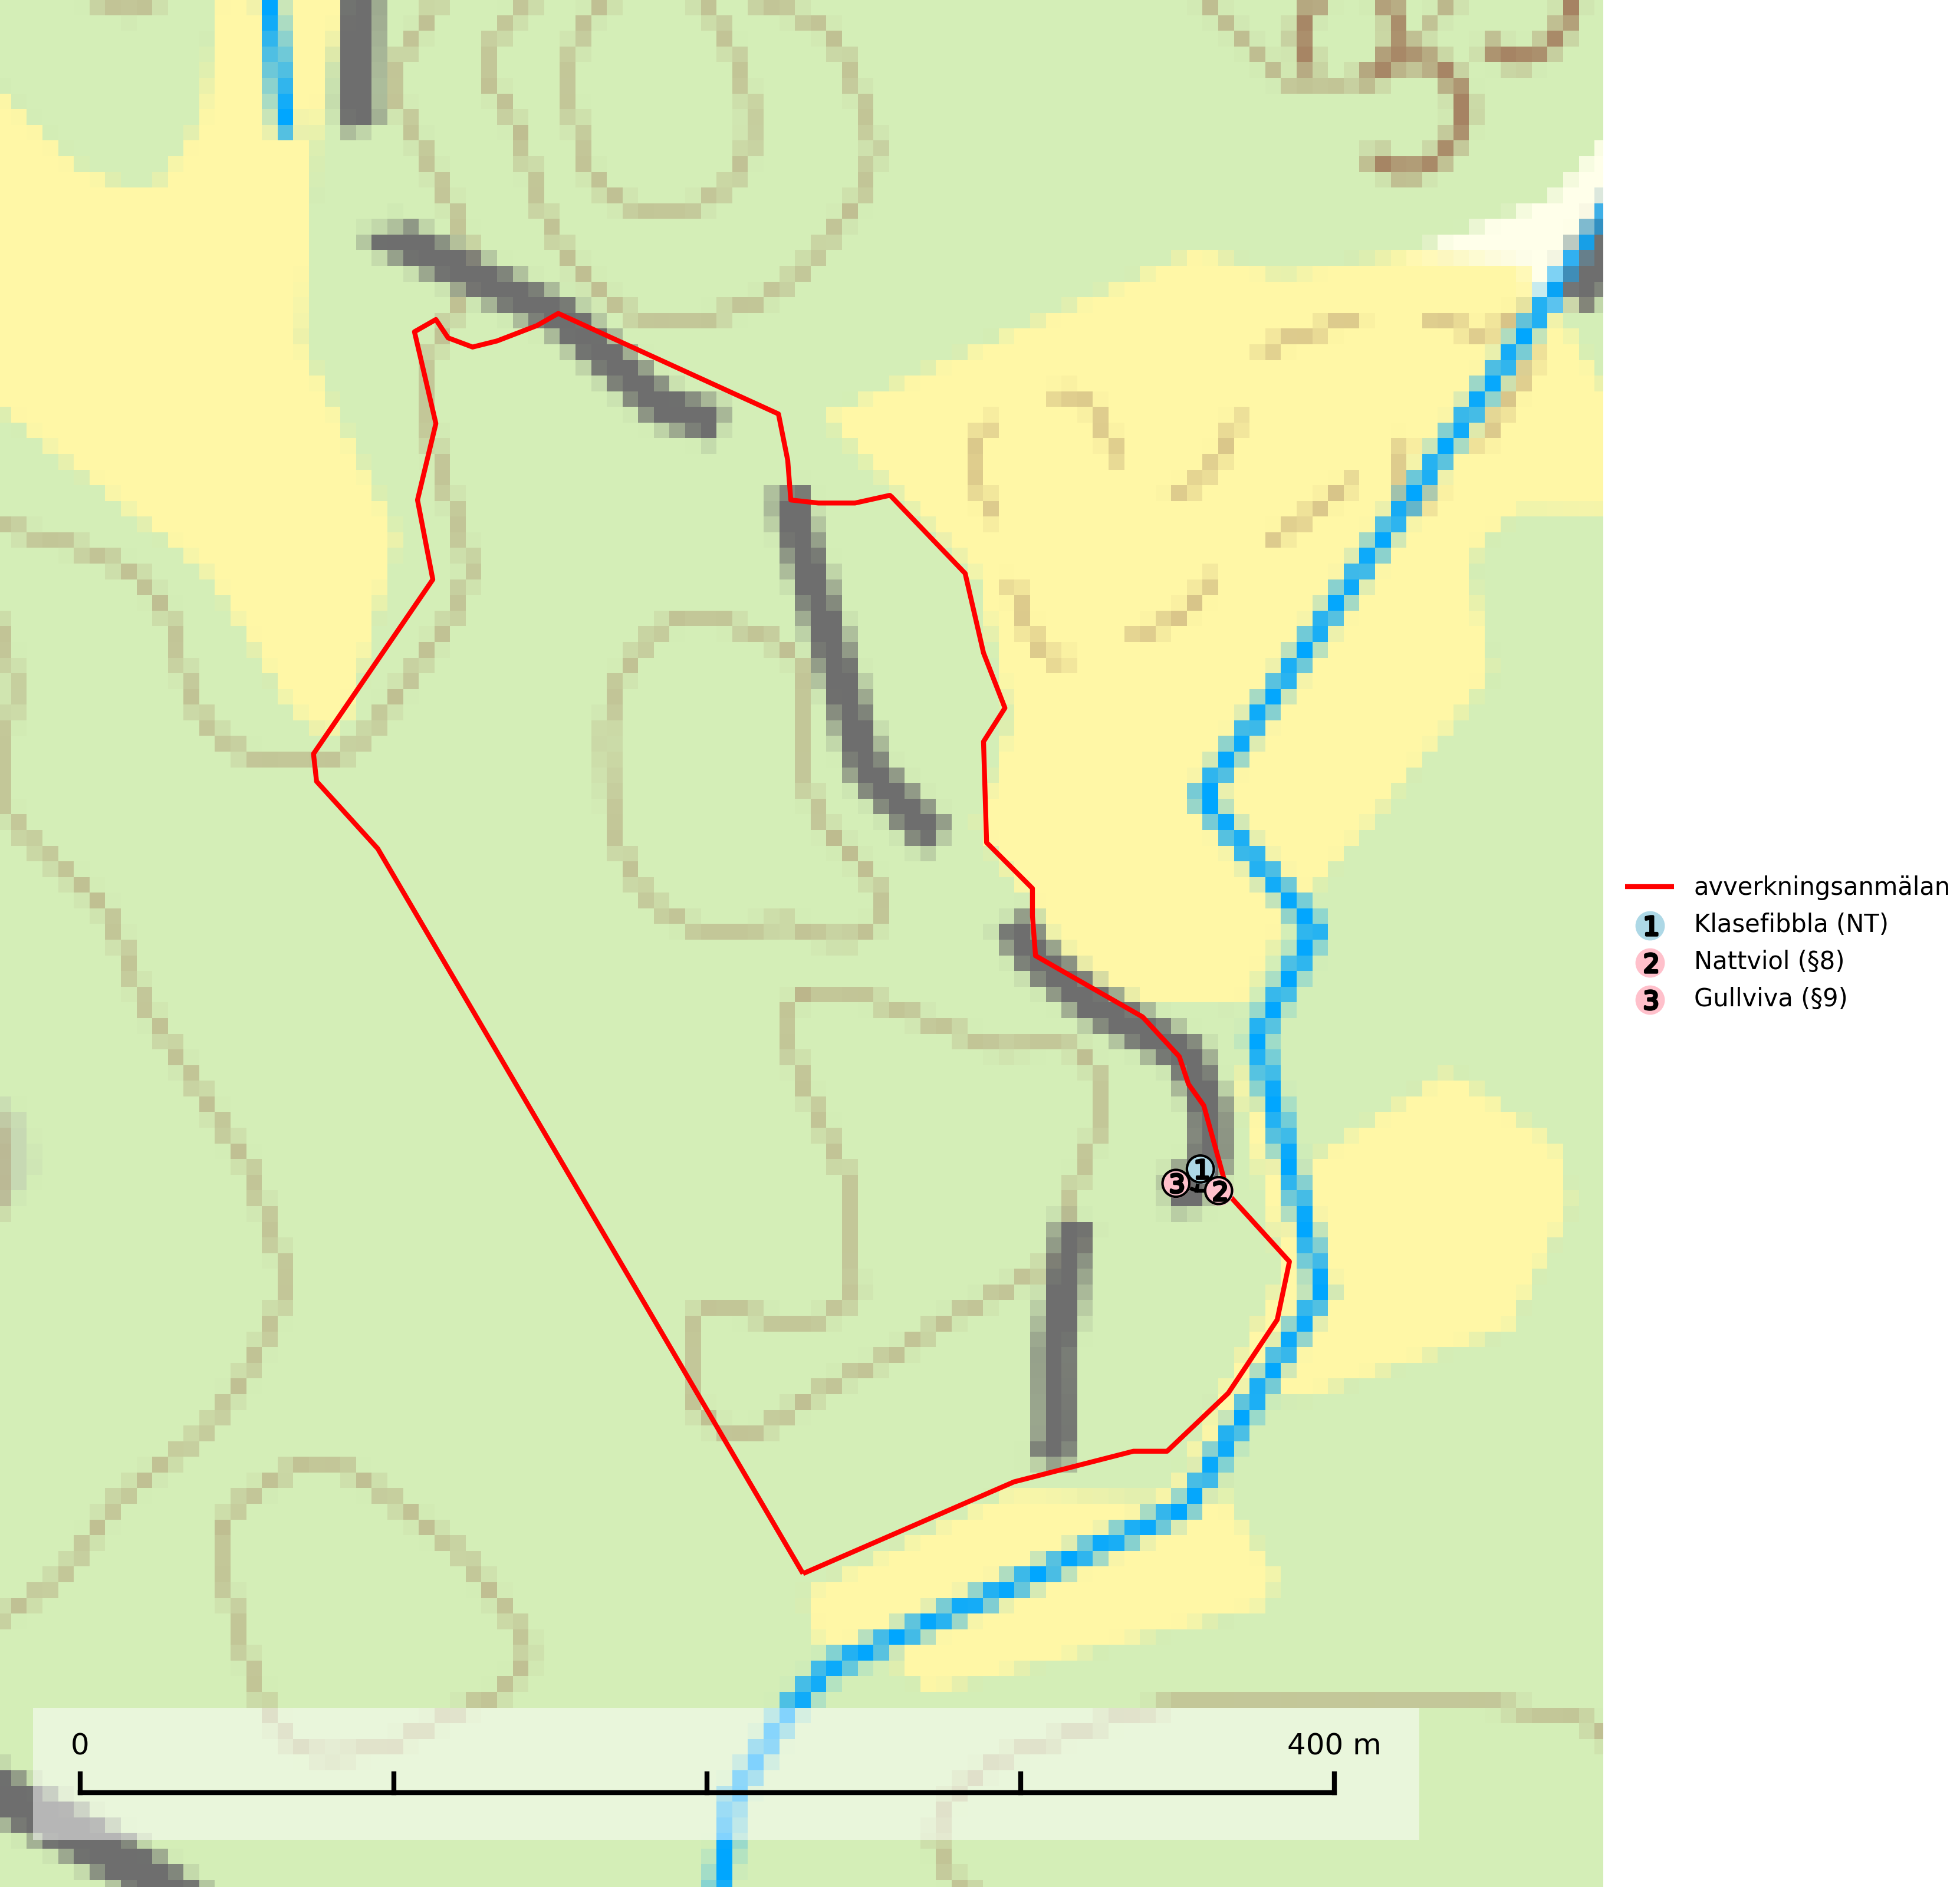 avverkningsanmälan
1 Klasefibbla (NT)
2 Nattviol (§8)
3 Gullviva (§9)
1
3
2
0
400 m